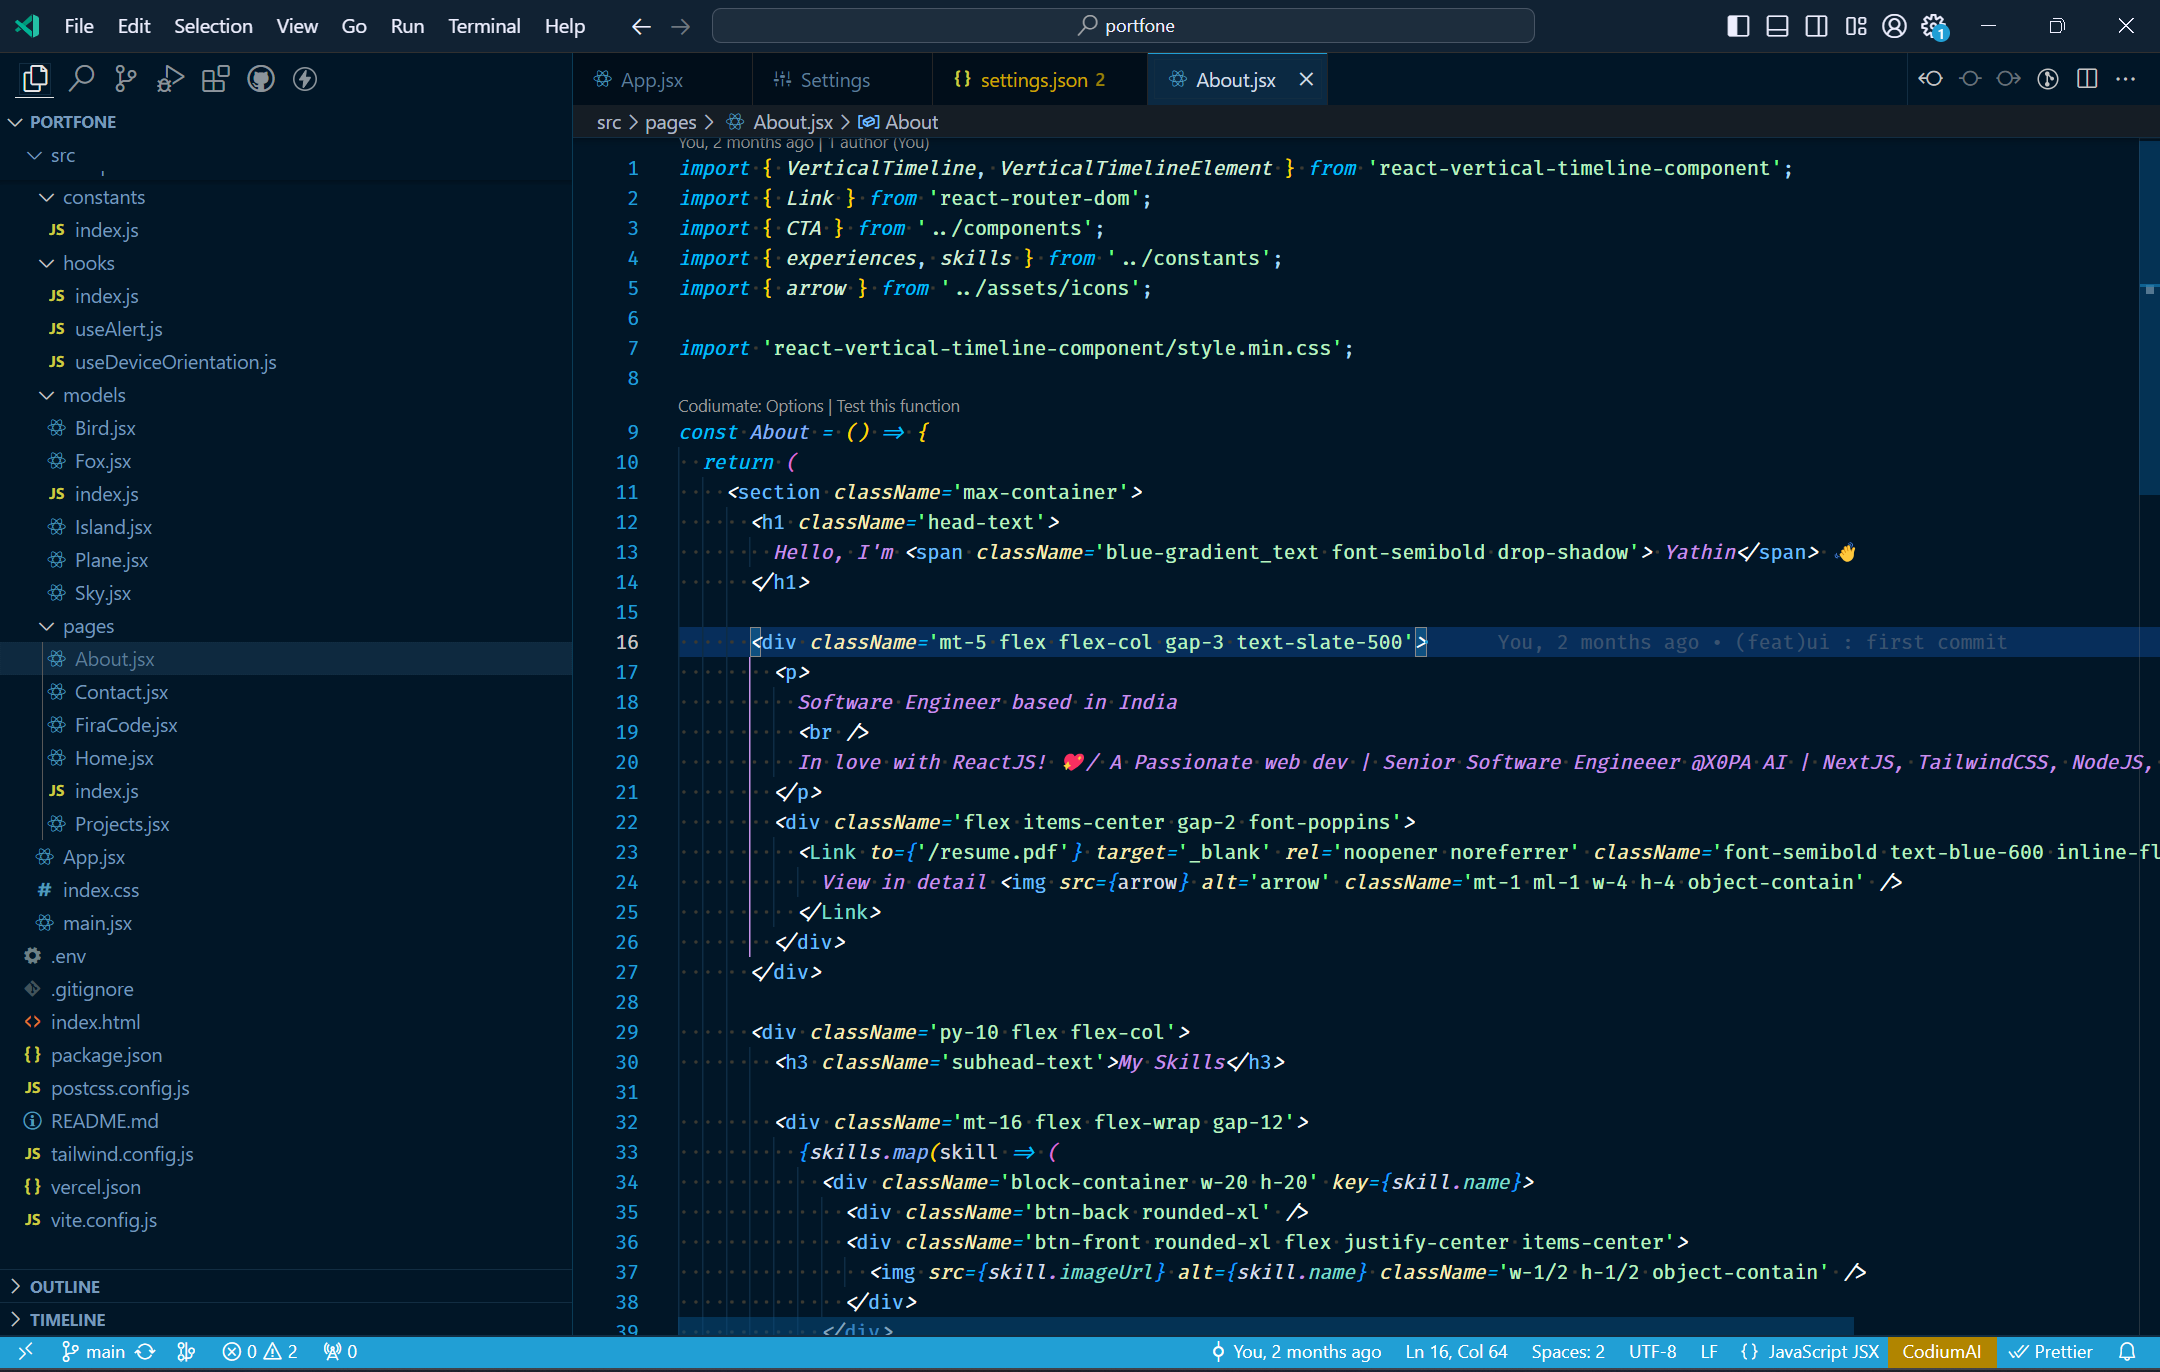 File Edit Selection View Go Run Terminal Help
portfone
1
PORTFONE
src
constants
JS index.js
hooks
JS index.js
JS useAlert.js
JS useDeviceOrientation.js
models
Bird.jsx
Fox.jsx
JS index.js
Island.jsx
Plane.jsx
Sky.jsx
pages
About.jsx
Contact.jsx
FiraCode.jsx
Home.jsx
JS index.js
Projects.jsx
App.jsx
# index.css
main.jsx
.env
.gitignore
<> index.html
{} package.json
JS postcss.config.js
README.md
JS tailwind.config.js
{} vercel.json
JS vite.config.js
OUTLINE
TIMELINE
App.jsx Settings {} settings.json 2 About.jsx
src > pages > About.jsx > About
You, 2 months ago | 1 author (You)
1 import { VerticalTimeline, VerticalTimelineElement } from 'react-vertical-timeline-component';
2 import { Link } from 'react-router-dom';
3 import { CTA } from '../components';
4 import { experiences, skills } from '../constants';
5 import { arrow } from '../assets/icons';
6
7 import 'react-vertical-timeline-component/style.min.css';
8
Codiumate: Options | Test this function
9 const About = () => {
10 return (
11 <section className='max-container'>
12 <h1 className='head-text'>
13 Hello, I'm <span className='blue-gradient_text font-semibold drop-shadow'> Yathin</span> 👋
14 </h1>
15
16 <div className='mt-5 flex flex-col gap-3 text-slate-500'> You, 2 months ago • (feat)ui : first commit
17 <p>
18 Software Engineer based in India
19 <br />
20 In love with ReactJS! 💖/ A Passionate web dev | Senior Software Engineeer @X0PA AI | NextJS, TailwindCSS, NodeJS,
21 </p>
22 <div className='flex items-center gap-2 font-poppins'>
23 <Link to={'/resume.pdf'} target='_blank' rel='noopener noreferrer' className='font-semibold text-blue-600 inline-fl
24 View in detail <img src={arrow} alt='arrow' className='mt-1 ml-1 w-4 h-4 object-contain' />
25 </Link>
26 </div>
27 </div>
28
29 <div className='py-10 flex flex-col'>
30 <h3 className='subhead-text'>My Skills</h3>
31
32 <div className='mt-16 flex flex-wrap gap-12'>
33 {skills.map(skill => (
34 <div className='block-container w-20 h-20' key={skill.name}>
35 <div className='btn-back rounded-xl' />
36 <div className='btn-front rounded-xl flex justify-center items-center'>
37 <img src={skill.imageUrl} alt={skill.name} className='w-1/2 h-1/2 object-contain' />
38 </div>
39 </div>
main 0 2 0 You, 2 months ago Ln 16, Col 64 Spaces: 2 UTF-8 LF {} JavaScript JSX CodiumAI Prettier